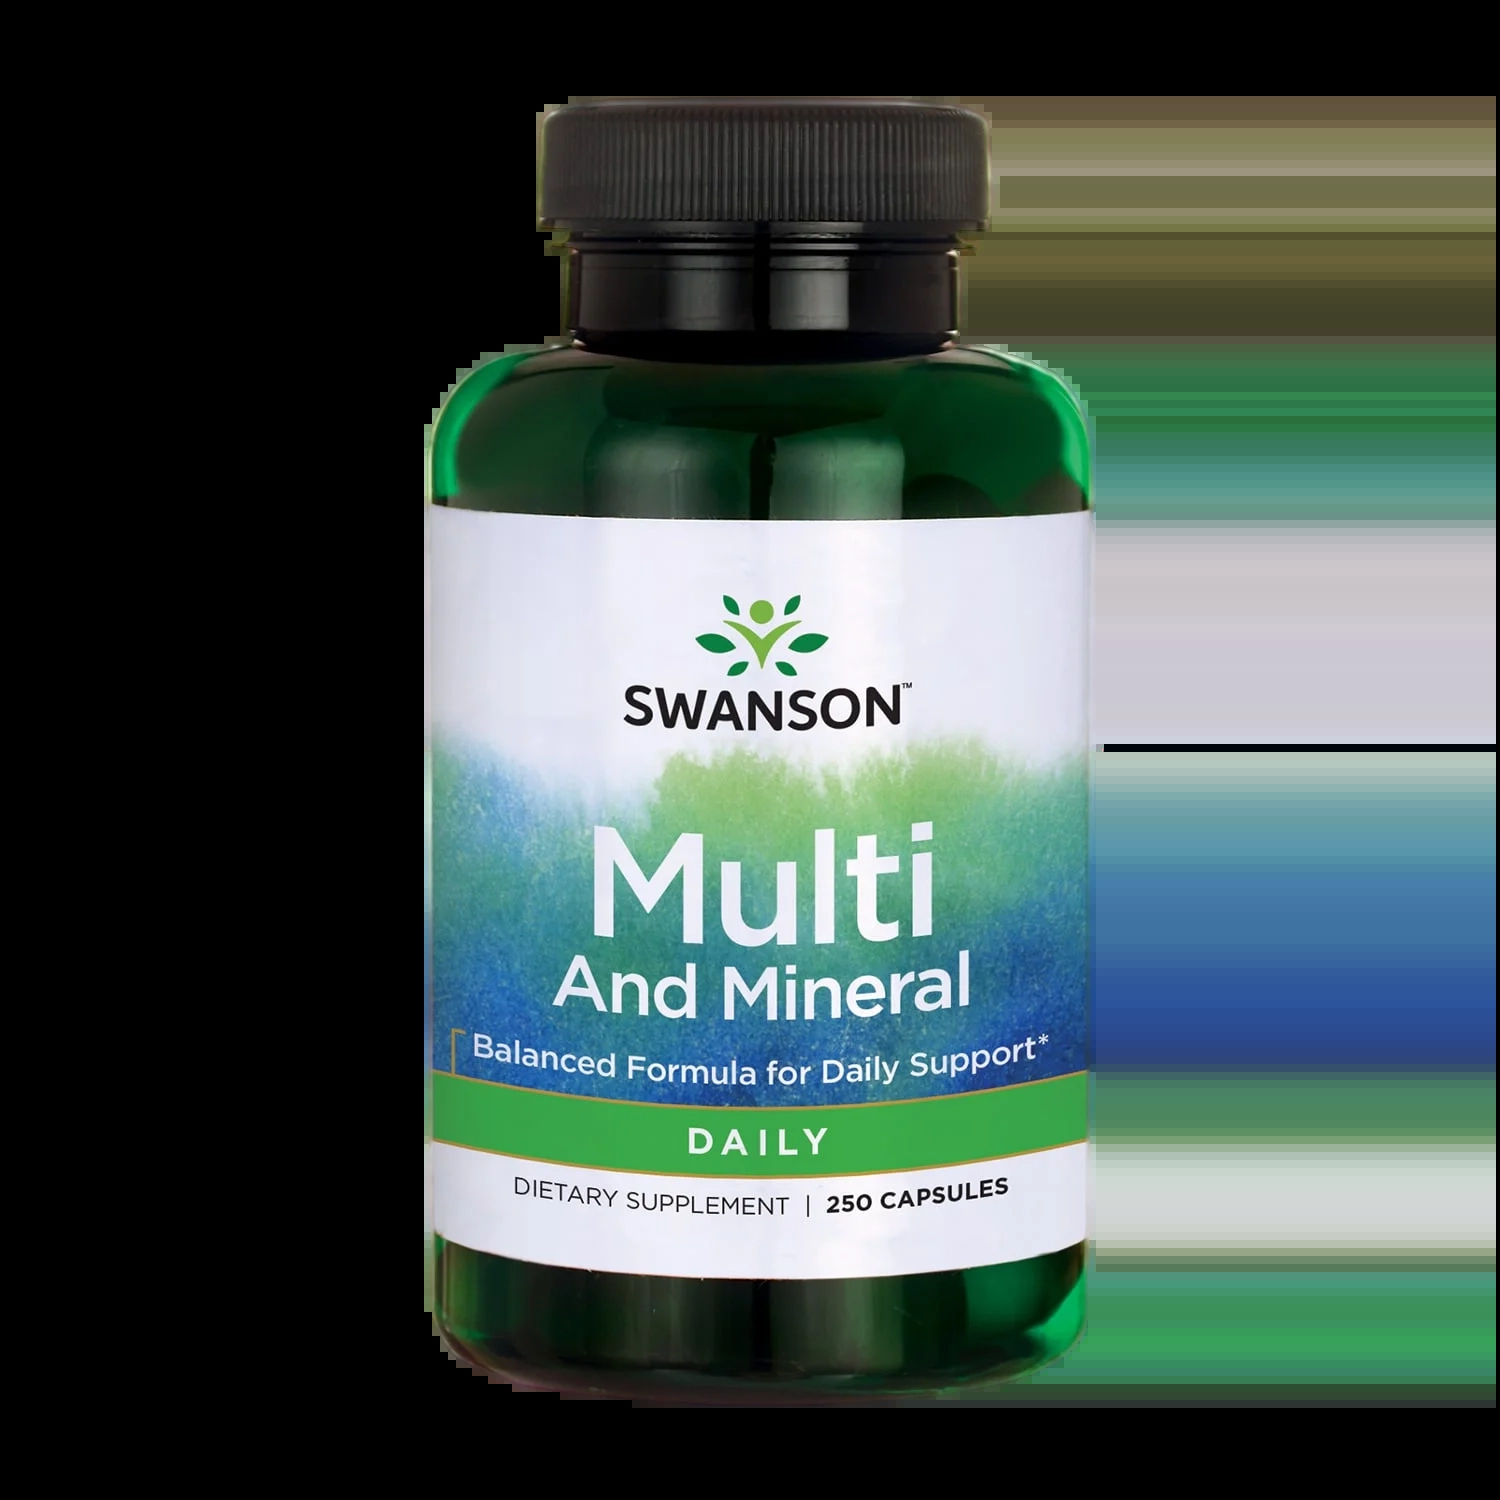 SWANSON™
Multi
And Mineral
Balanced Formula for Daily Support*
DAILY
DIETARY SUPPLEMENT | 250 CAPSULES